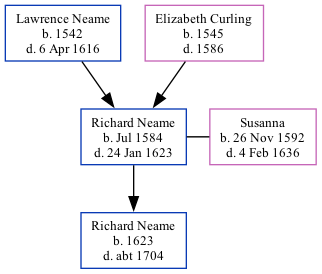 Lawrence Neame
b. 1542
d. 6 Apr 1616
Elizabeth Curling
b. 1545
d. 1586
Richard Neame
b. Jul 1584
d. 24 Jan 1623
Susanna
b. 26 Nov 1592
d. 4 Feb 1636
Richard Neame
b. 1623
d. abt 1704